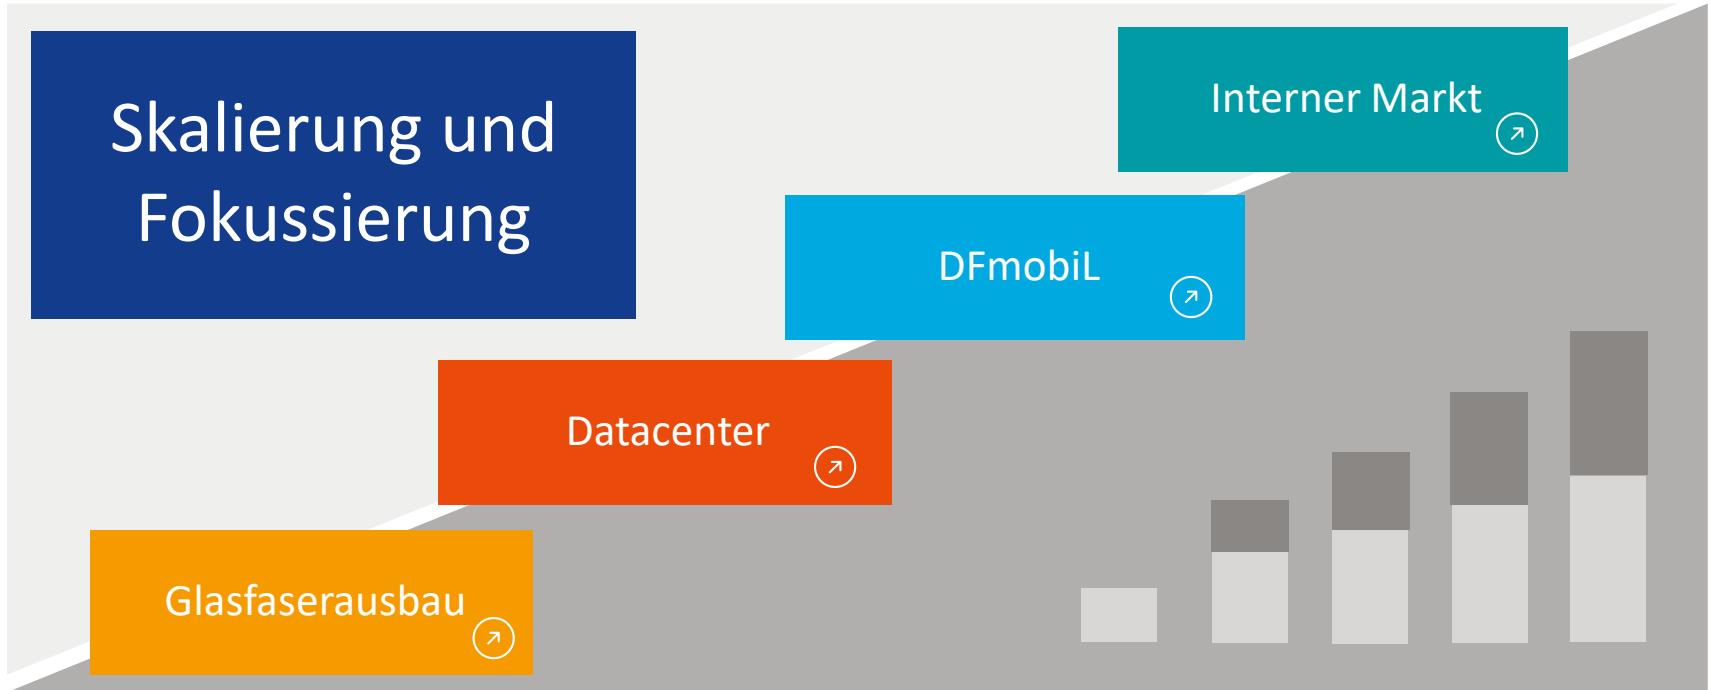 Skalierung und
Fokussierung
Interner Markt
DFmobiL
Datacenter
Glasfaserausbau